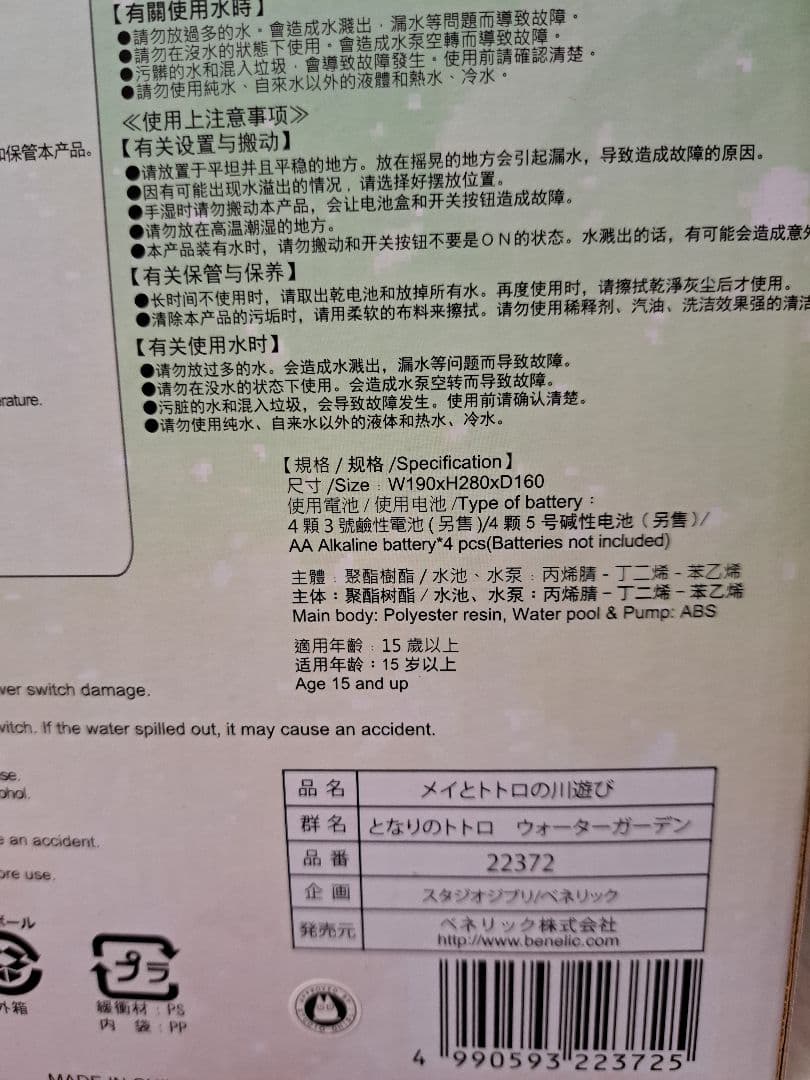 【有關使用水時】
●請勿放過多的水。會造成水濺出，漏水等問題而導致故障。
●請勿在沒水的狀態下使用。會造成水泵空轉而導致故障。
●污髒的水和混入垃圾，會導致故障發生。使用前請確認清楚。
●請勿使用純水、自來水以外的液體和熱水、冷水。
≪使用上注意事项≫
【有关设置与搬动】
和保管本产品。
●请放置于平坦并且平稳的地方。放在摇晃的地方会引起漏水，导致造成故障的原因。
●因有可能出现水溢出的情况，请选择好摆放位置。
●手湿时请勿搬动本产品，会让电池盒和开关按钮造成故障。
●请勿放在高温潮湿的地方。
●本产品装有水时，请勿搬动和开关按钮不要是ＯＮ的状态。水溅出的话，有可能会造成意外
【有关保管与保养】
●长时间不使用时，请取出乾电池和放掉所有水。再度使用时，请擦拭乾淨灰尘后才使用。
●清除本产品的污垢时，请用柔软的布料来擦拭。请勿使用稀释剂、汽油、洗洁效果强的清洁
【有关使用水时】
●请勿放过多的水。会造成水溅出，漏水等问题而导致故障。
●请勿在没水的状态下使用。会造成水泵空转而导致故障。
erature.
●污脏的水和混入垃圾，会导致故障发生。使用前请确认清楚。
●请勿使用纯水、自来水以外的液体和热水、冷水。
【規格 / 规格 /Specification】
尺寸 /Size：W190xH280xD160
使用電池 / 使用电池 /Type of battery：
4 顆 3 號鹼性電池 ( 另售 )/4 颗 5 号碱性电池（另售）/
AA Alkaline battery*4 pcs(Batteries not included)
主體：聚酯樹酯 / 水池、水泵：丙烯腈 - 丁二烯 - 苯乙烯
主体：聚酯树酯 / 水池、水泵：丙烯腈 - 丁二烯 - 苯乙烯
Main body: Polyester resin, Water pool & Pump: ABS
適用年齡：15 歲以上
适用年龄：15 岁以上
Age 15 and up
wer switch damage.
witch. If the water spilled out, it may cause an accident.
se.
ohol.
e an accident.
ore use.
品名 メイとトトロの川遊び
群名 となりのトトロ　ウォーターガーデン
品番 22372
企画 スタジオジブリ/ベネリック
発売元 ベネリック株式会社
http://www.benelic.com
ボール
プラ
外箱
緩衝材：PS
内　袋：PP
4 990593 223725